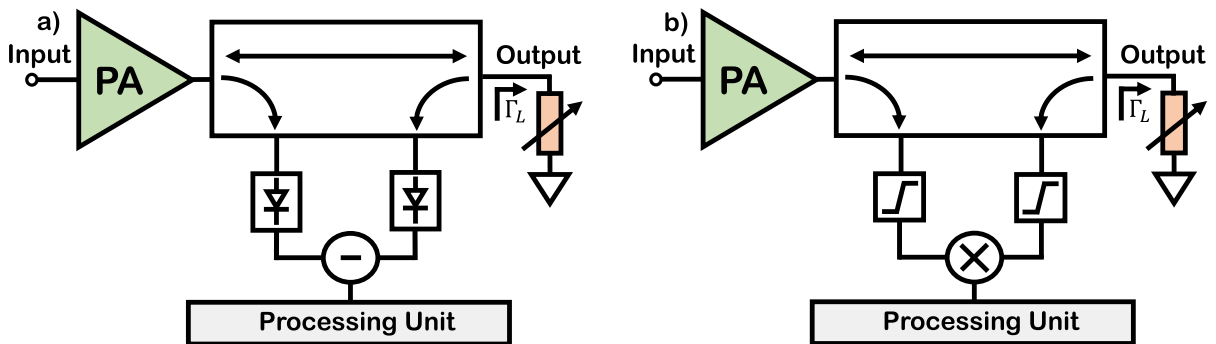 a)
Input
PA
Output
Γ_L
-
Processing Unit
b)
Input
PA
Output
Γ_L
×
Processing Unit